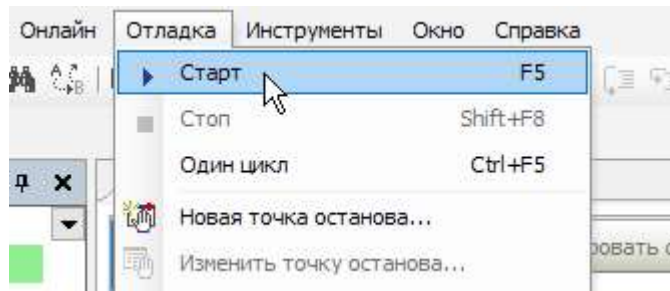 Онлайн Отладка Инструменты Окно Справка
Старт F5
Стоп Shift+F8
Один цикл Ctrl+F5
Новая точка останова...
Изменить точку останова...